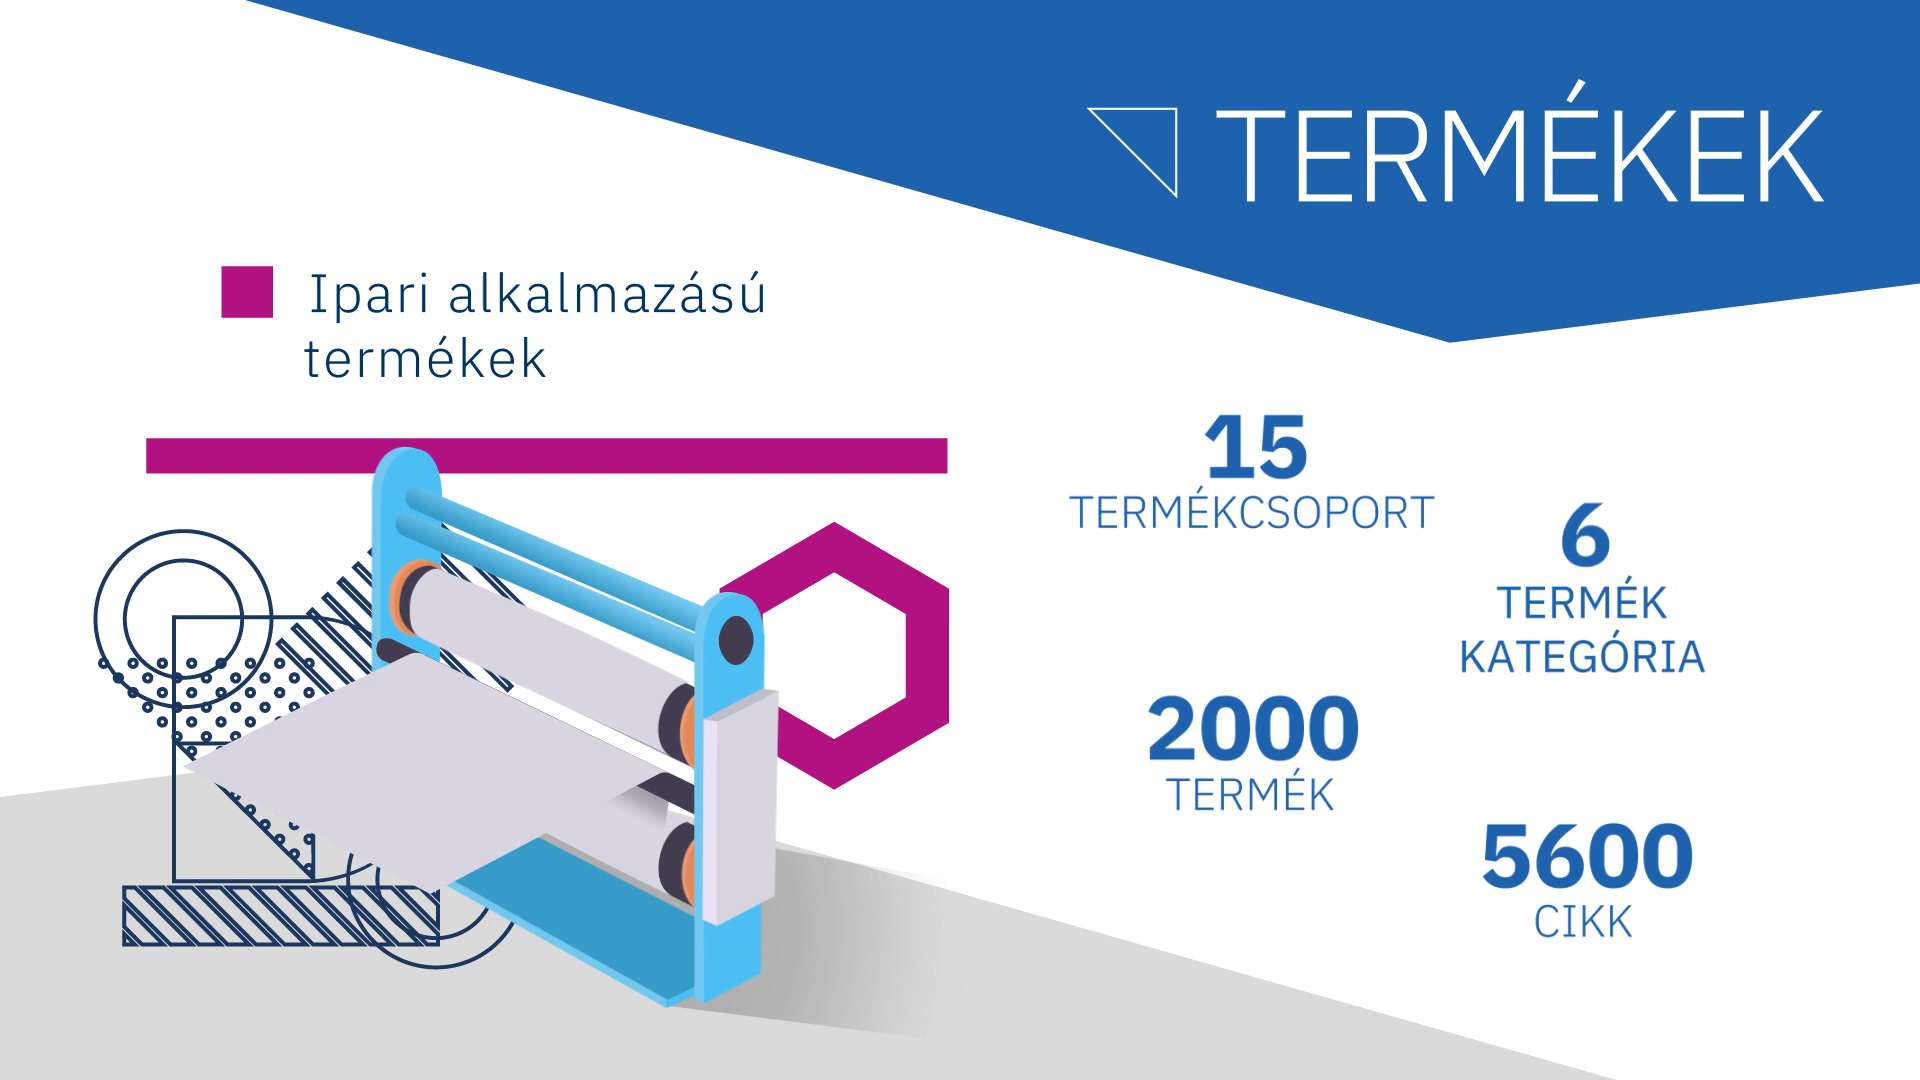 TERMÉKEK
Ipari alkalmazású
termékek
15
TERMÉKCSOPORT
6
TERMÉK
KATEGÓRIA
2000
TERMÉK
5600
CIKK